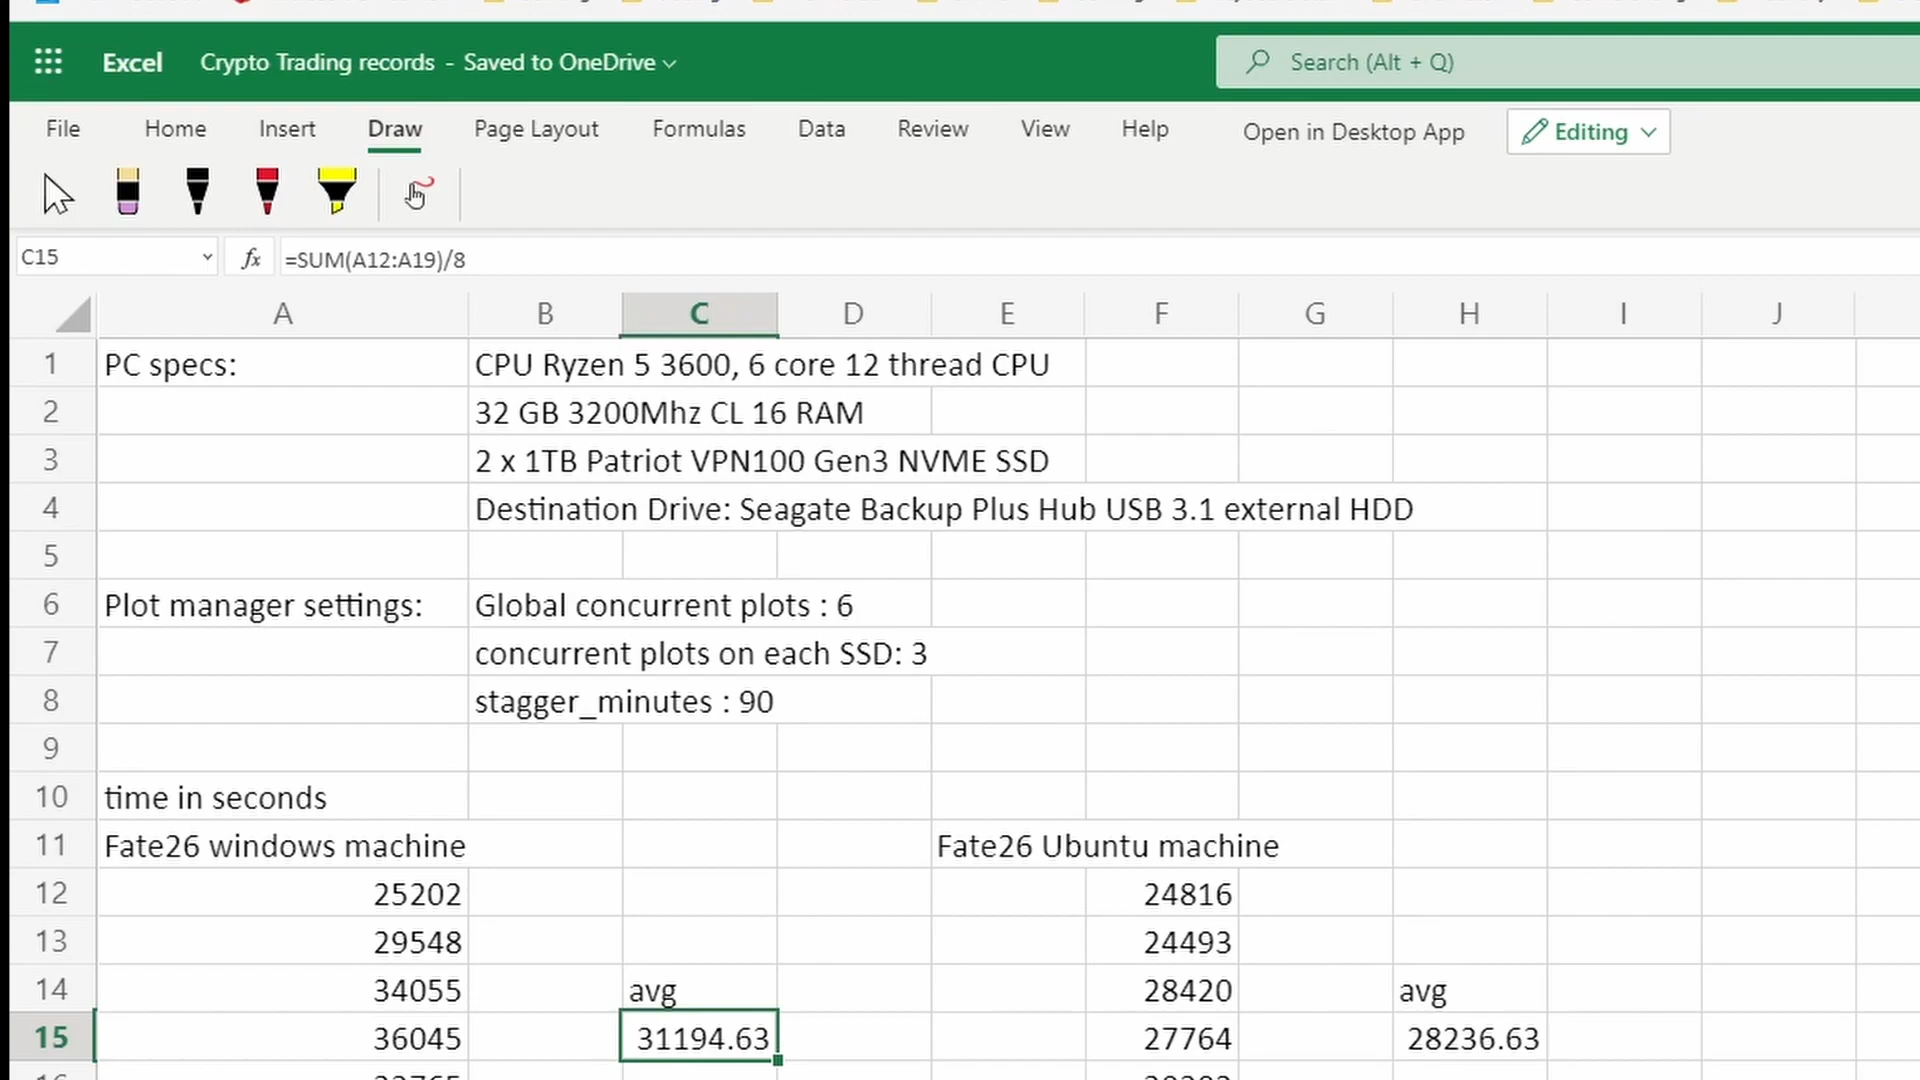 Excel Crypto Trading records - Saved to OneDrive Search (Alt + Q)
File Home Insert Draw Page Layout Formulas Data Review View Help Open in Desktop App Editing
C15 fx =SUM(A12:A19)/8
A B C D E F G H I J
1 PC specs: CPU Ryzen 5 3600, 6 core 12 thread CPU
2 32 GB 3200Mhz CL 16 RAM
3 2 x 1TB Patriot VPN100 Gen3 NVME SSD
4 Destination Drive: Seagate Backup Plus Hub USB 3.1 external HDD
5
6 Plot manager settings: Global concurrent plots : 6
7 concurrent plots on each SSD: 3
8 stagger_minutes : 90
9
10 time in seconds
11 Fate26 windows machine Fate26 Ubuntu machine
12 25202 24816
13 29548 24493
14 34055 avg 28420 avg
15 36045 31194.63 27764 28236.63